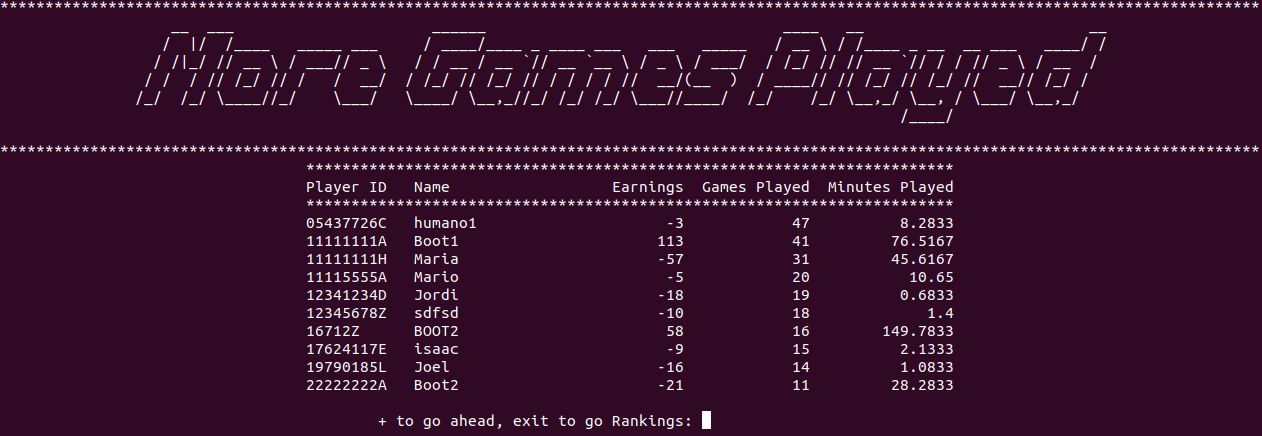 More Games Played
Player ID Name Earnings Games Played Minutes Played
05437726C humano1 -3 47 8.2833
11111111A Boot1 113 41 76.5167
11111111H Maria -57 31 45.6167
11115555A Mario -5 20 10.65
12341234D Jordi -18 19 0.6833
12345678Z sdfsd -10 18 1.4
16712Z BOOT2 58 16 149.7833
17624117E isaac -9 15 2.1333
19790185L Joel -16 14 1.0833
22222222A Boot2 -21 11 28.2833
+ to go ahead, exit to go Rankings: